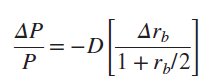 ΔP/P = −D[Δr_b/(1 + r_b/2)]